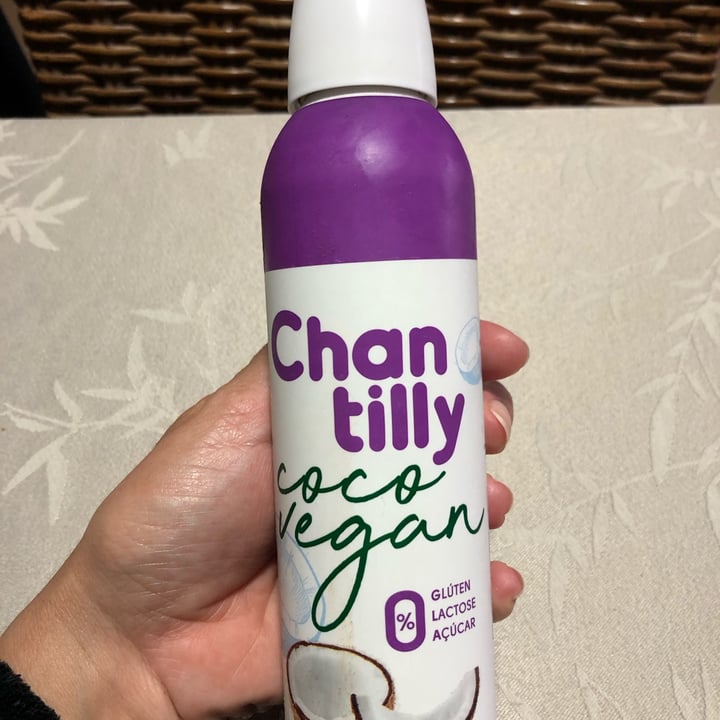 Chan
tilly
coco
vegan
0%
GLÚTEN
LACTOSE
AÇÚCAR